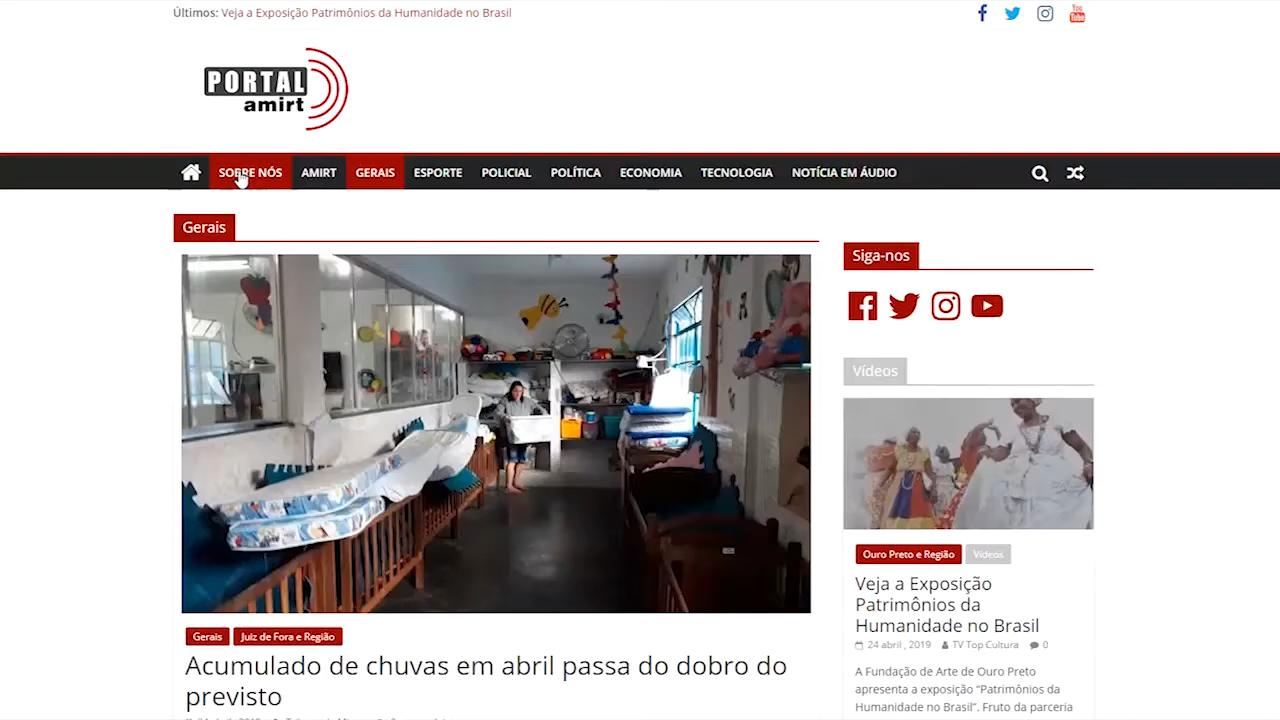 Últimos: Veja a Exposição Patrimônios da Humanidade no Brasil
You
Tube
PORTAL
amirt
SOBRE NÓS AMIRT GERAIS ESPORTE POLICIAL POLÍTICA ECONOMIA TECNOLOGIA NOTÍCIA EM ÁUDIO
Gerais
Gerais Juiz de Fora e Região
Acumulado de chuvas em abril passa do dobro do
previsto
Siga-nos
Vídeos
Ouro Preto e Região Vídeos
Veja a Exposição
Patrimônios da
Humanidade no Brasil
24 abril , 2019 TV Top Cultura 0
A Fundação de Arte de Ouro Preto
apresenta a exposição “Patrimônios da
Humanidade no Brasil”. Fruto da parceria